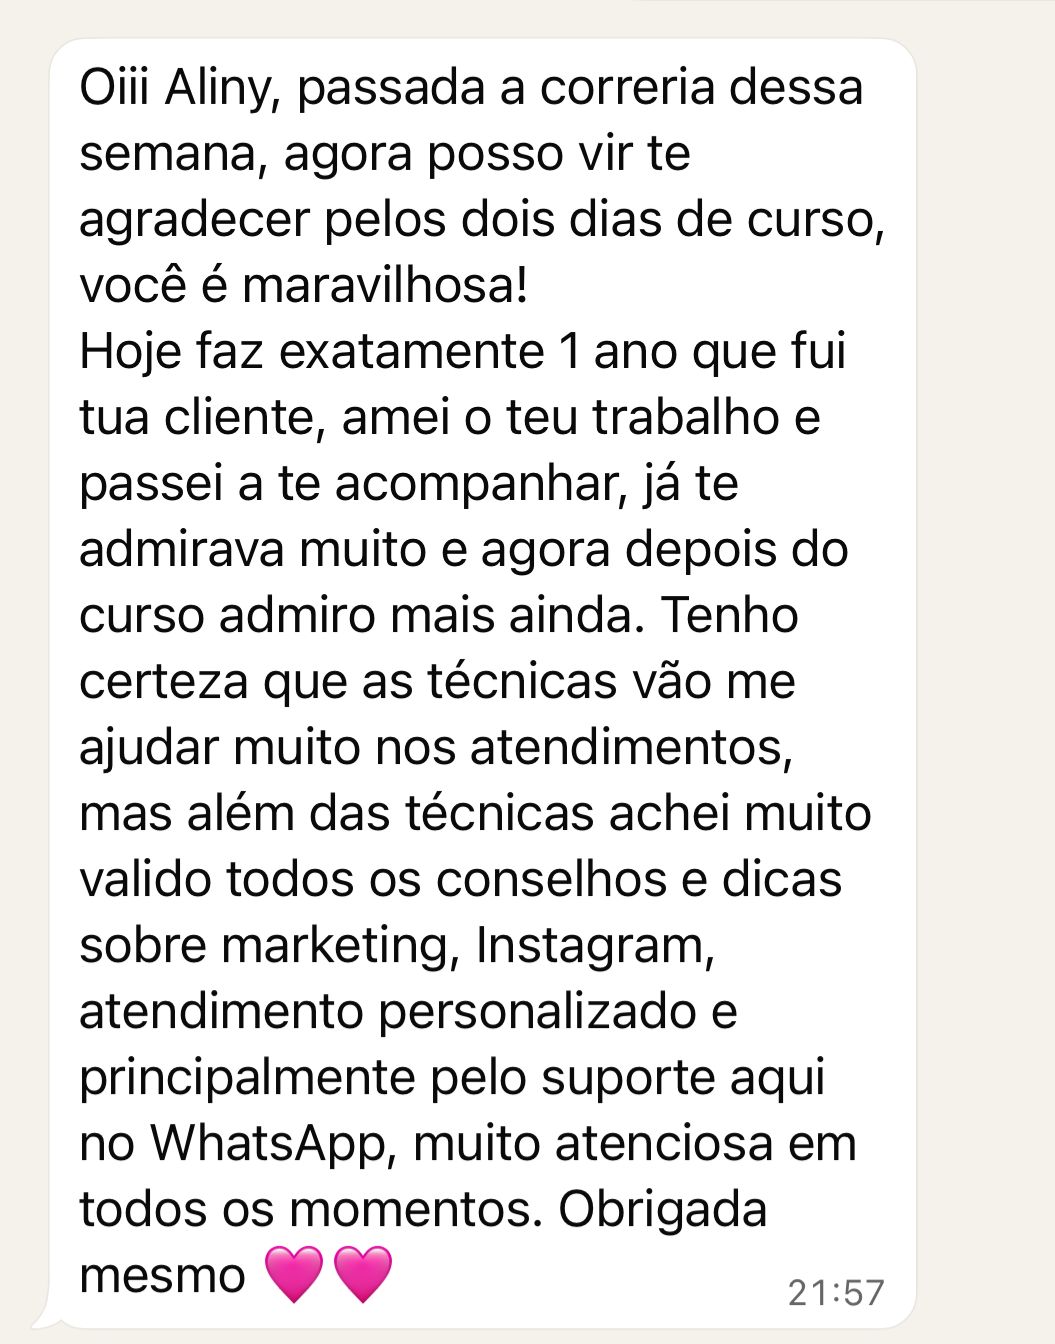 Oiii Aliny, passada a correria dessa
semana, agora posso vir te
agradecer pelos dois dias de curso,
você é maravilhosa!
Hoje faz exatamente 1 ano que fui
tua cliente, amei o teu trabalho e
passei a te acompanhar, já te
admirava muito e agora depois do
curso admiro mais ainda. Tenho
certeza que as técnicas vão me
ajudar muito nos atendimentos,
mas além das técnicas achei muito
valido todos os conselhos e dicas
sobre marketing, Instagram,
atendimento personalizado e
principalmente pelo suporte aqui
no WhatsApp, muito atenciosa em
todos os momentos. Obrigada
mesmo 🩷🩷
21:57